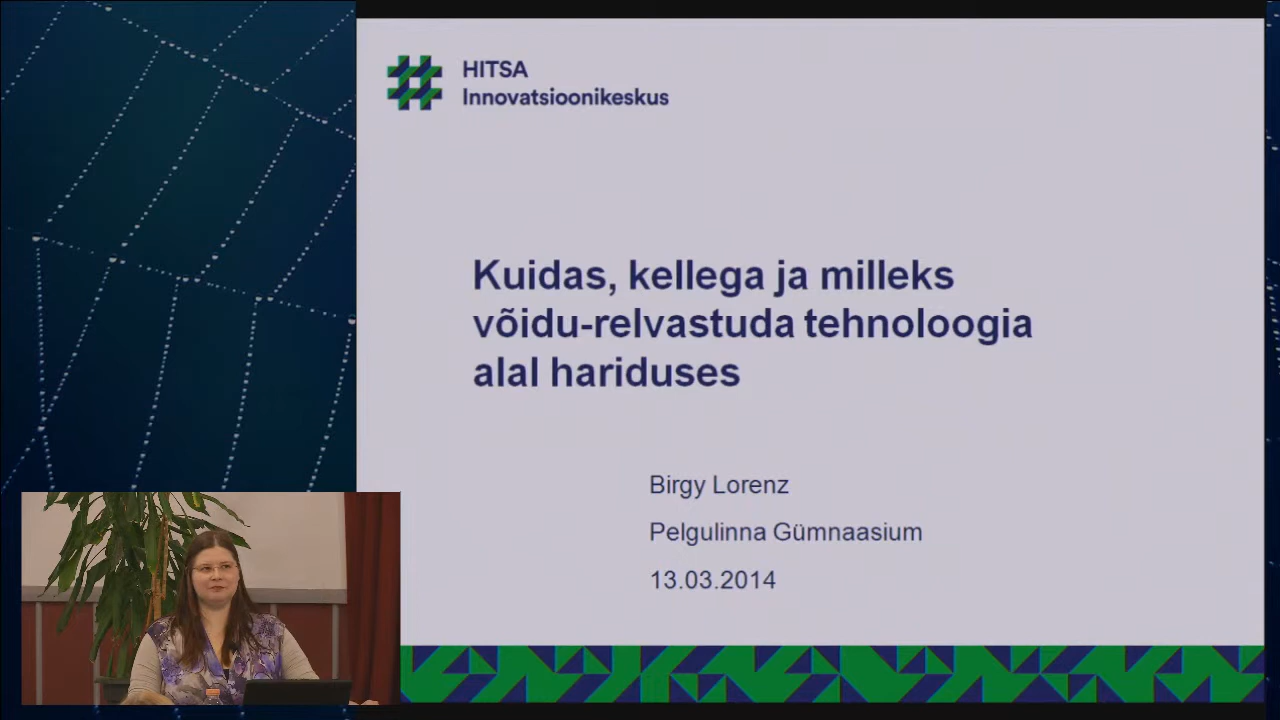 HITSA
Innovatsioonikeskus
Kuidas, kellega ja milleks
võidu-relvastuda tehnoloogia
alal hariduses
Birgy Lorenz
Pelgulinna Gümnaasium
13.03.2014